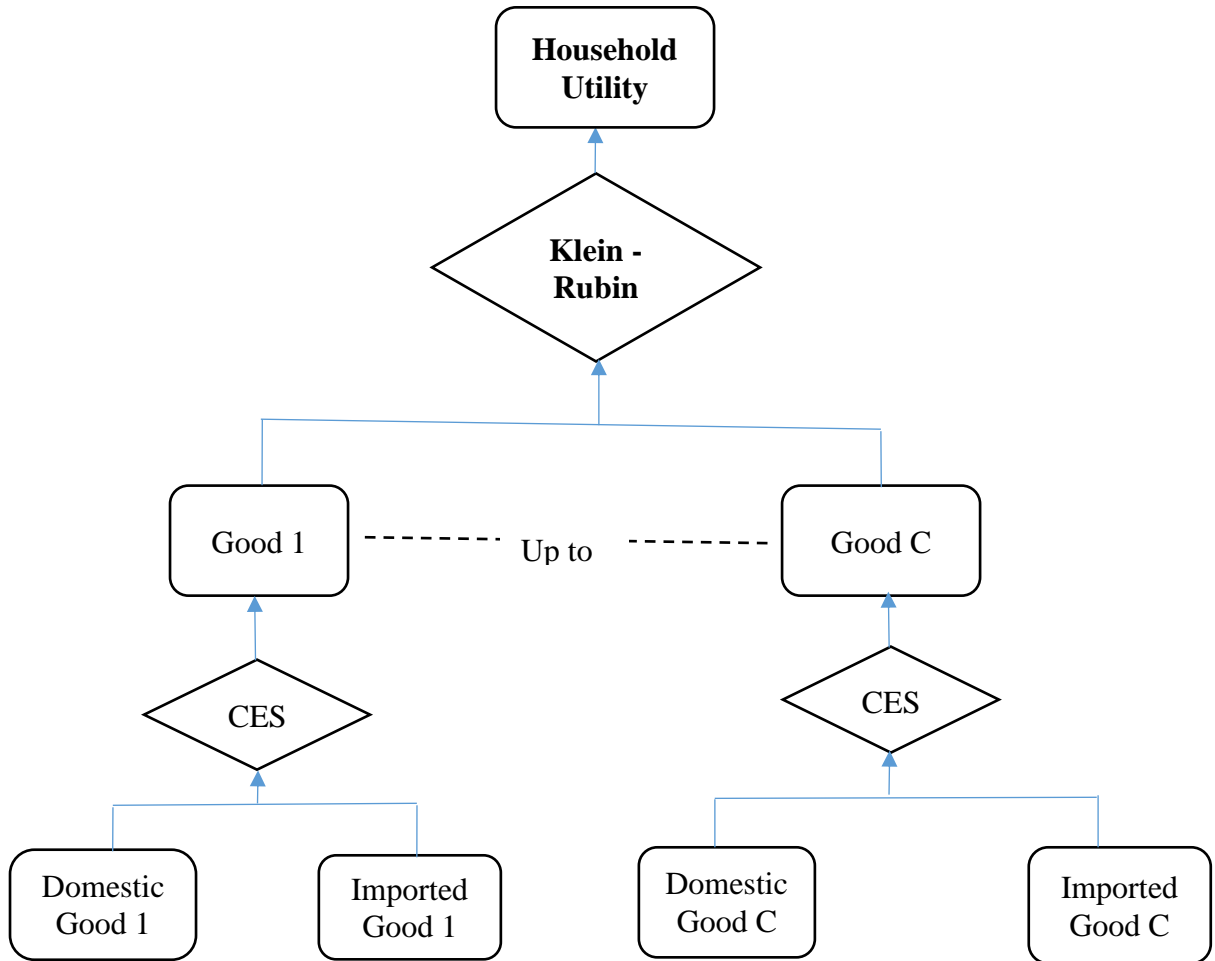 Household
Utility
Klein -
Rubin
Good 1
Up to
Good C
CES
CES
Domestic
Good 1
Imported
Good 1
Domestic
Good C
Imported
Good C